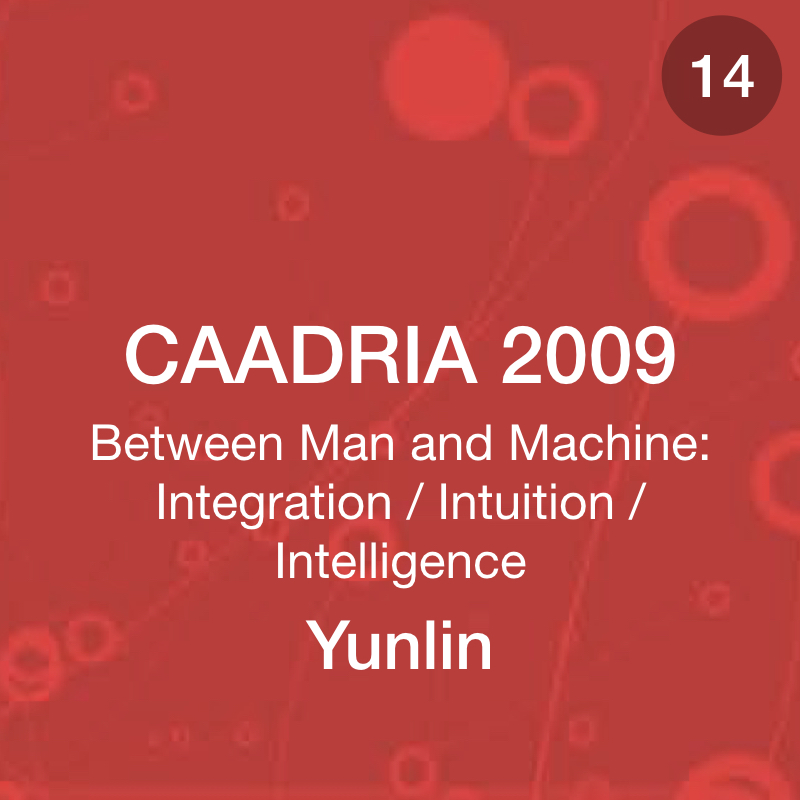 14
CAADRIA 2009
Between Man and Machine:
Integration / Intuition /
Intelligence
Yunlin